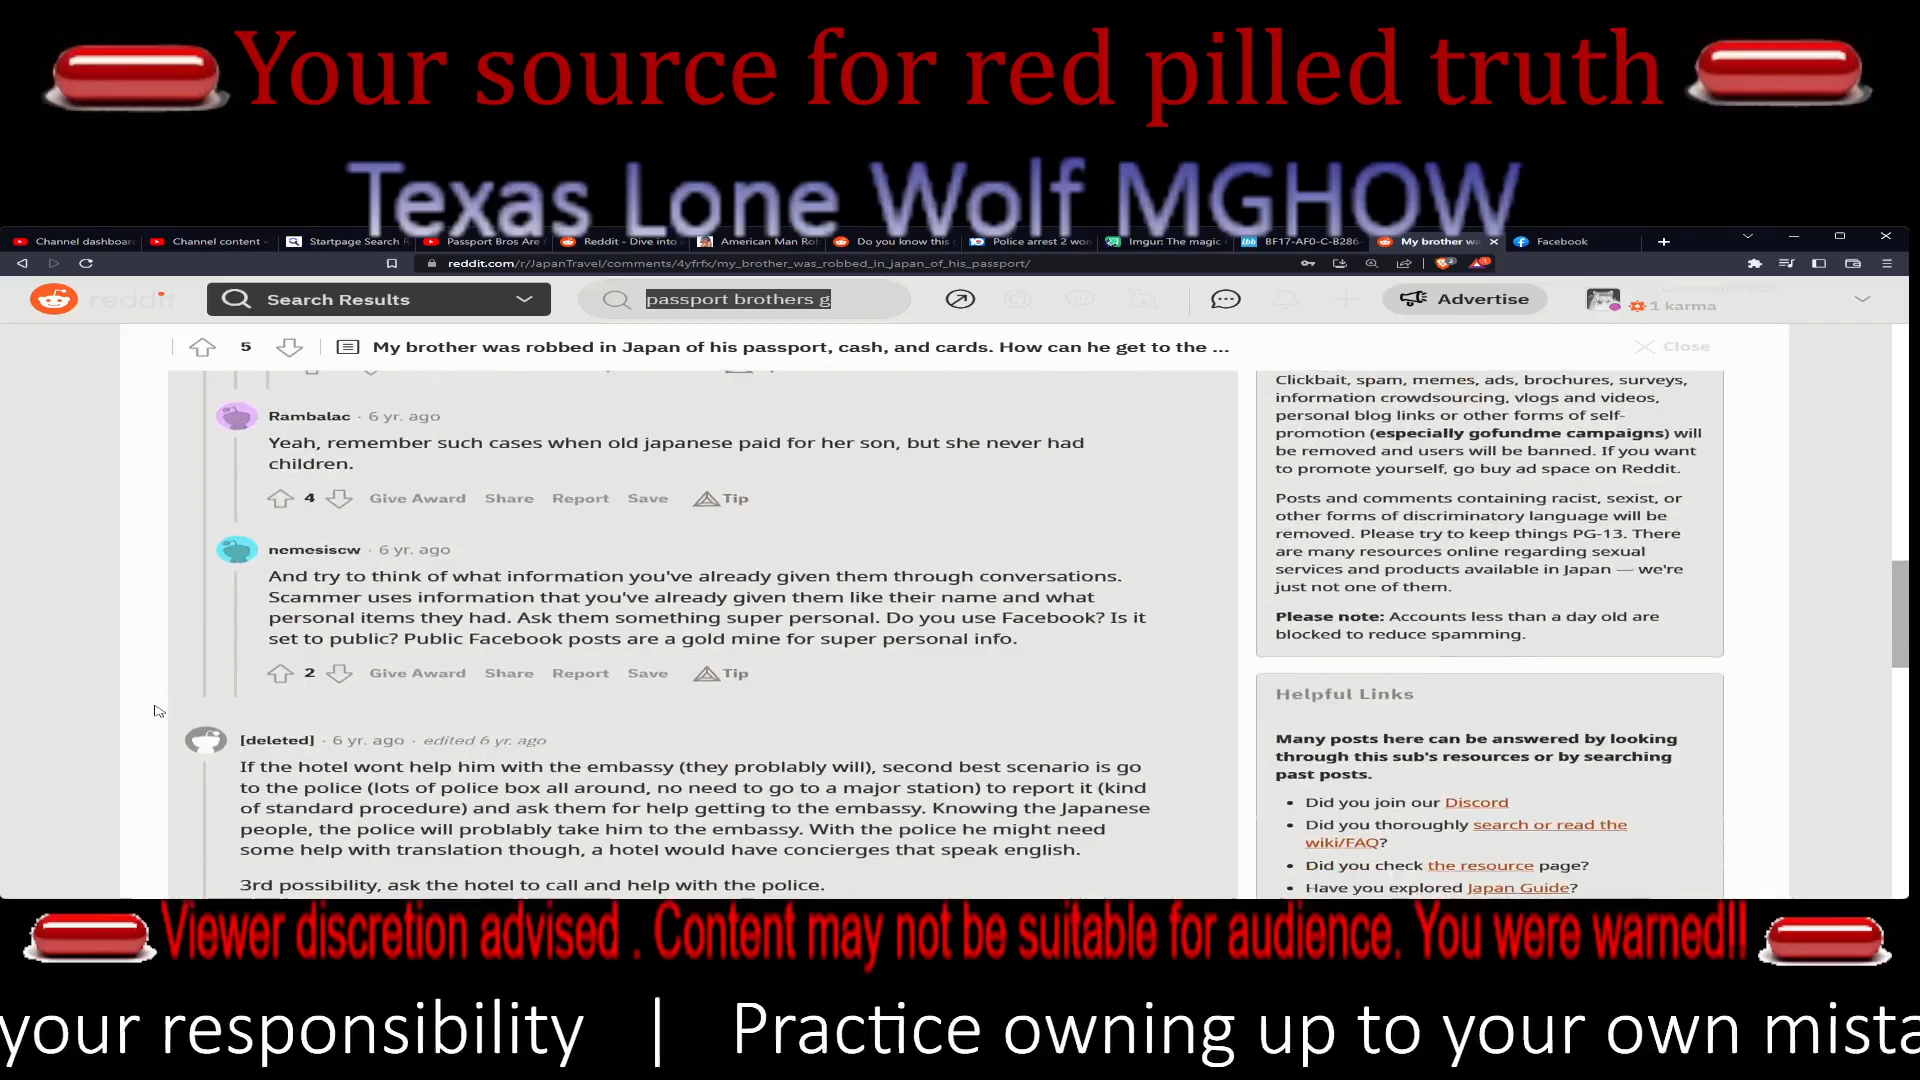 Your source for red pilled truth
Texas Lone Wolf MGHOW
Channel dashboar
Channel content -
Startpage Search R
Passport Bros Are
Reddit - Dive into
American Man Rob
Do you know this
Police arrest 2 wom
Imgur: The magic
BF17-AF0-C-B286-
My brother wa
Facebook
reddit.com/r/JapanTravel/comments/4yfrfx/my_brother_was_robbed_in_japan_of_his_passport/
reddit
Search Results
passport brothers g
Advertise
1 karma
5
My brother was robbed in Japan of his passport, cash, and cards. How can he get to the ...
Close
Rambalac · 6 yr. ago
Yeah, remember such cases when old japanese paid for her son, but she never had
children.
4 Give Award Share Report Save Tip
nemesiscw · 6 yr. ago
And try to think of what information you've already given them through conversations.
Scammer uses information that you've already given them like their name and what
personal items they had. Ask them something super personal. Do you use Facebook? Is it
set to public? Public Facebook posts are a gold mine for super personal info.
2 Give Award Share Report Save Tip
[deleted] · 6 yr. ago · edited 6 yr. ago
If the hotel wont help him with the embassy (they problably will), second best scenario is go
to the police (lots of police box all around, no need to go to a major station) to report it (kind
of standard procedure) and ask them for help getting to the embassy. Knowing the Japanese
people, the police will problably take him to the embassy. With the police he might need
some help with translation though, a hotel would have concierges that speak english.
3rd possibility, ask the hotel to call and help with the police.
Clickbait, spam, memes, ads, brochures, surveys,
information crowdsourcing, vlogs and videos,
personal blog links or other forms of self-
promotion (especially gofundme campaigns) will
be removed and users will be banned. If you want
to promote yourself, go buy ad space on Reddit.
Posts and comments containing racist, sexist, or
other forms of discriminatory language will be
removed. Please try to keep things PG-13. There
are many resources online regarding sexual
services and products available in Japan — we're
just not one of them.
Please note: Accounts less than a day old are
blocked to reduce spamming.
Helpful Links
Many posts here can be answered by looking
through this sub's resources or by searching
past posts.
Did you join our Discord
Did you thoroughly search or read the
wiki/FAQ?
Did you check the resource page?
Have you explored Japan Guide?
Viewer discretion advised . Content may not be suitable for audience. You were warned!!
your responsibility | Practice owning up to your own mista